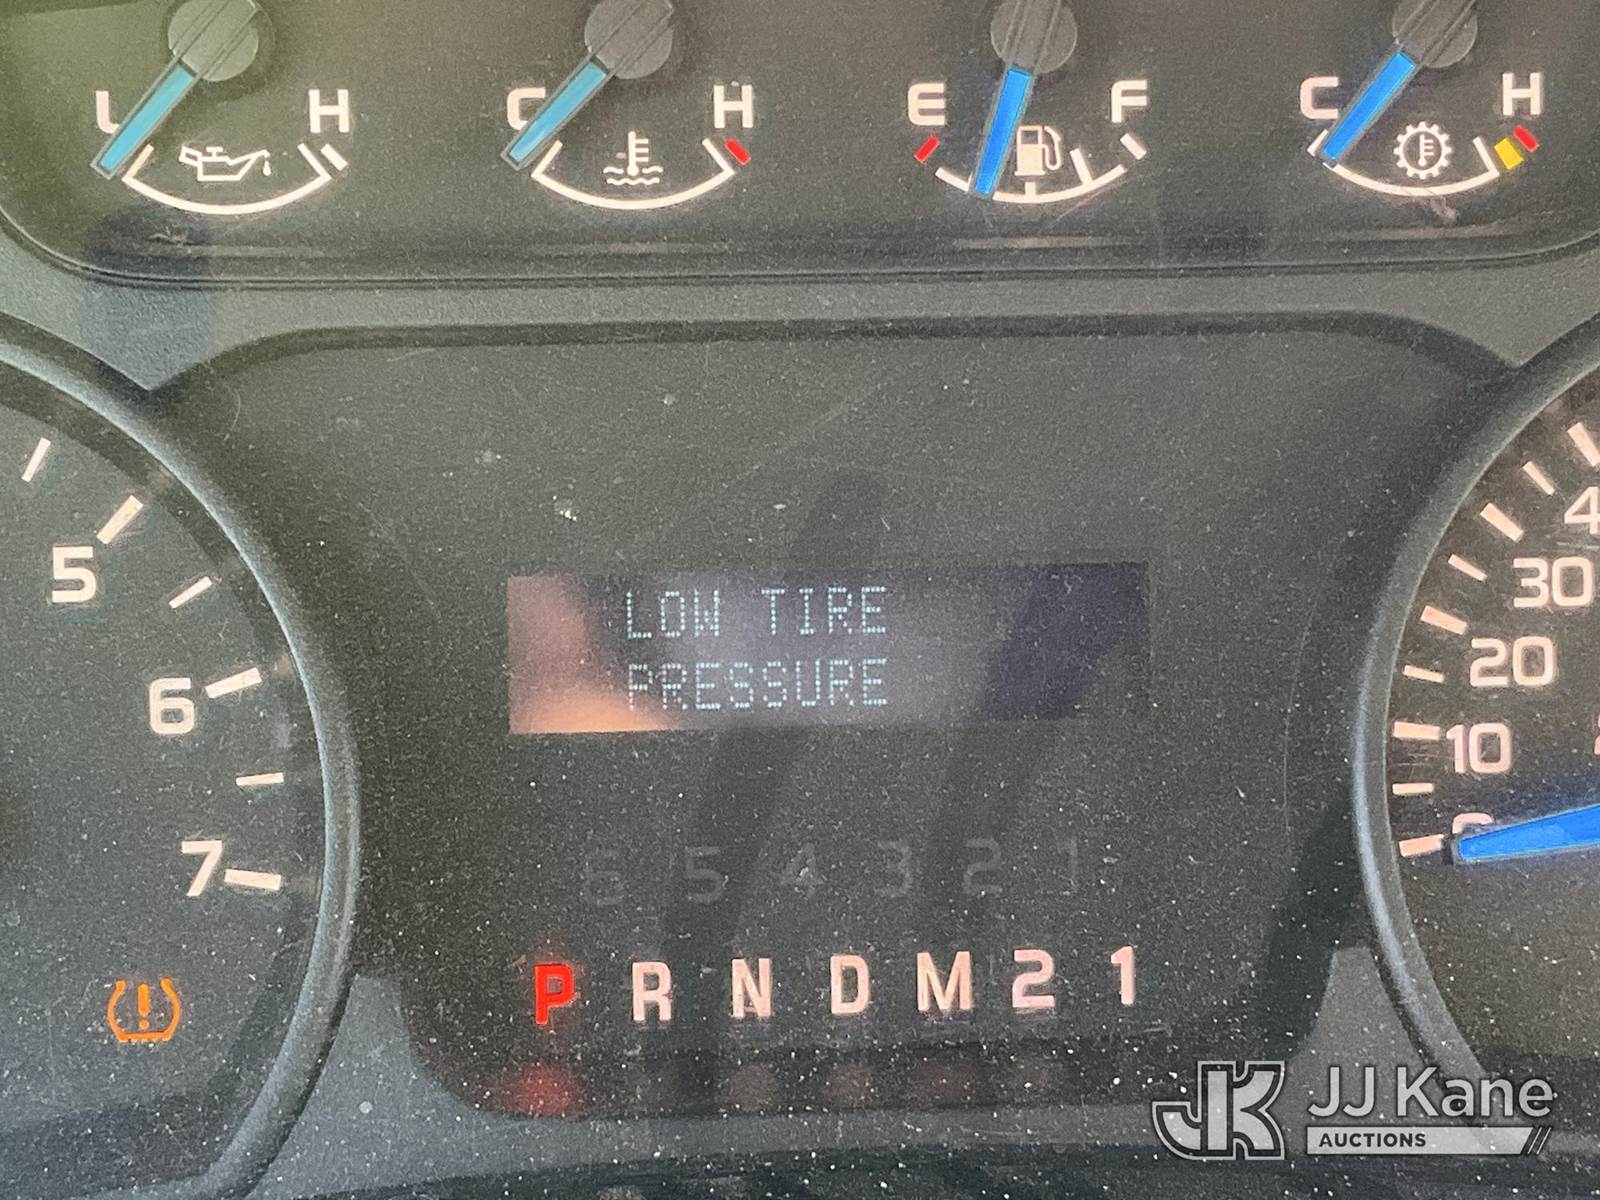 L H C H E F C H
5
6
7
40
30
20
10
0
LOW TIRE
PRESSURE
6 5 4 3 2 1
P R N D M 2 1
JJ Kane
AUCTIONS